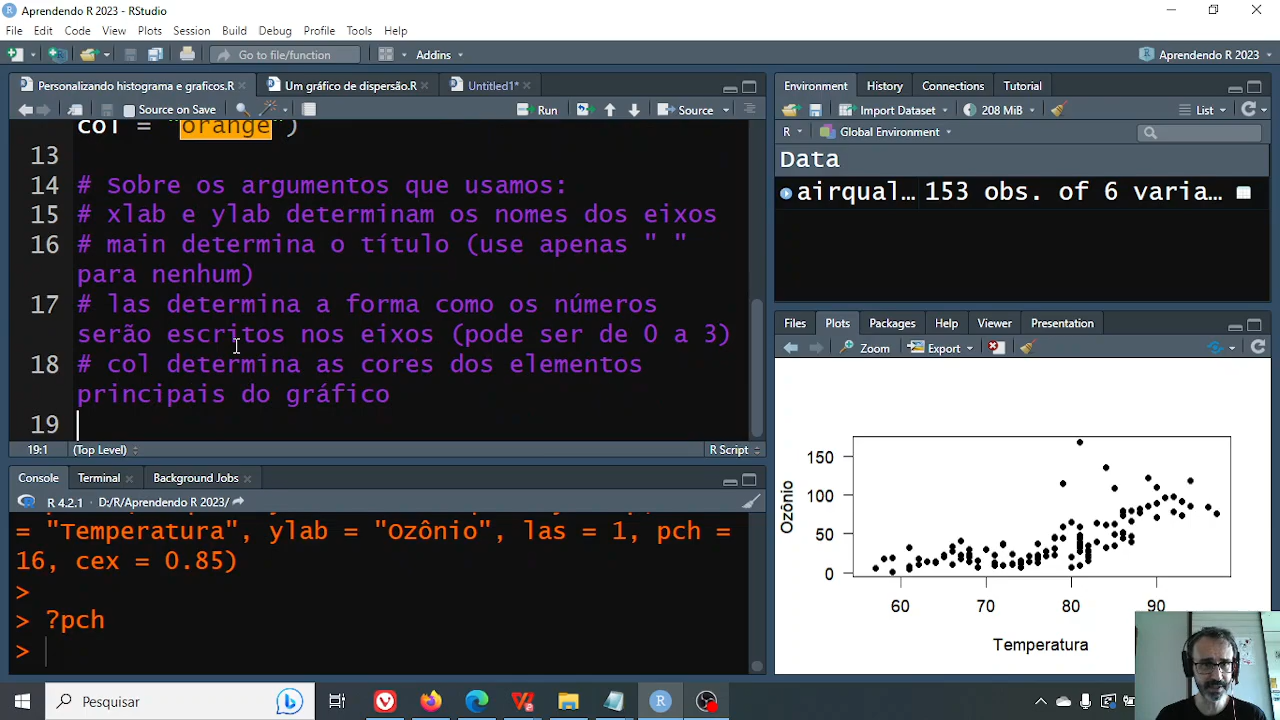 Aprendendo R 2023 - RStudio
File Edit Code View Plots Session Build Debug Profile Tools Help
Go to file/function Addins Aprendendo R 2023
Personalizando histograma e graficos.R Um gráfico de dispersão.R Untitled1*
Source on Save Run Source
col = "orange")
13
14 # Sobre os argumentos que usamos:
15 # xlab e ylab determinam os nomes dos eixos
16 # main determina o título (use apenas " "
para nenhum)
17 # las determina a forma como os números
serão escritos nos eixos (pode ser de 0 a 3)
18 # col determina as cores dos elementos
principais do gráfico
19
19:1 (Top Level) R Script
Console Terminal Background Jobs
R 4.2.1 · D:/R/Aprendendo R 2023/
= "Temperatura", ylab = "Ozônio", las = 1, pch =
16, cex = 0.85)
>
> ?pch
>
Environment History Connections Tutorial
Import Dataset 208 MiB List
R Global Environment
Data
airqual… 153 obs. of 6 varia…
Files Plots Packages Help Viewer Presentation
Zoom Export
Ozônio
150
100
50
0
60 70 80 90
Temperatura
Pesquisar